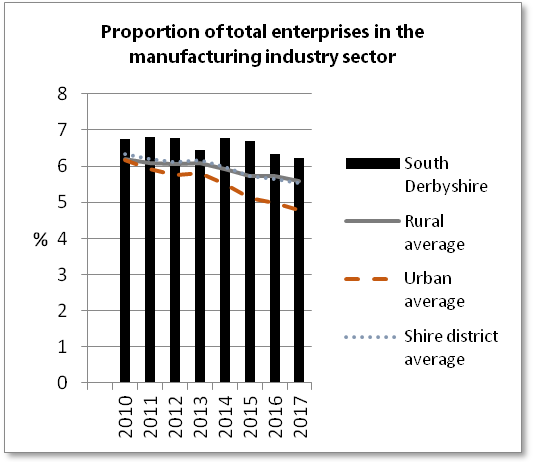 Proportion of total enterprises in the
manufacturing industry sector
8
7
6
5
4
3
2
1
0
%
2010
2011
2012
2013
2014
2015
2016
2017
South
Derbyshire
Rural
average
Urban
average
Shire district
average